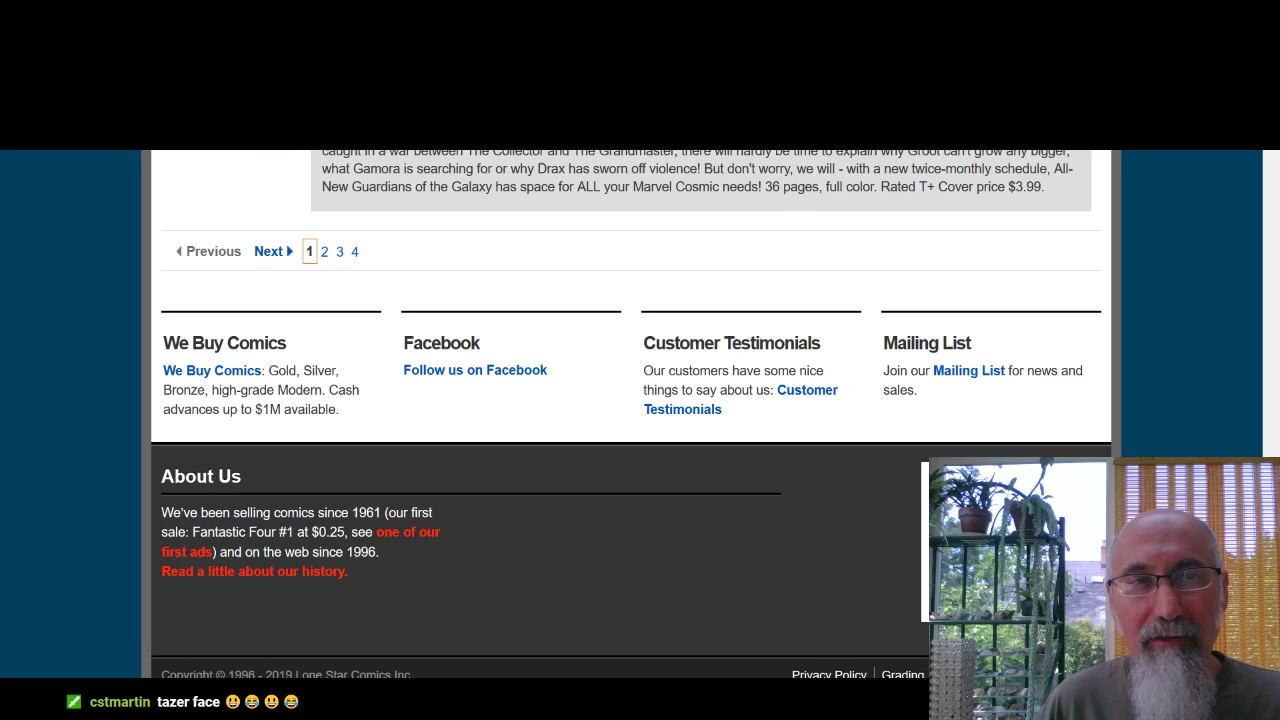 caught in a war between The Collector and The Grandmaster, there will hardly be time to explain why Groot can't grow any bigger,
what Gamora is searching for or why Drax has sworn off violence! But don't worry, we will - with a new twice-monthly schedule, All-
New Guardians of the Galaxy has space for ALL your Marvel Cosmic needs! 36 pages, full color. Rated T+ Cover price $3.99.
Previous Next 1 2 3 4
We Buy Comics
We Buy Comics: Gold, Silver,
Bronze, high-grade Modern. Cash
advances up to $1M available.
Facebook
Follow us on Facebook
Customer Testimonials
Our customers have some nice
things to say about us: Customer
Testimonials
Mailing List
Join our Mailing List for news and
sales.
About Us
We've been selling comics since 1961 (our first
sale: Fantastic Four #1 at $0.25, see one of our
first ads) and on the web since 1996.
Read a little about our history.
Copyright © 1996 - 2019 Lone Star Comics Inc
Privacy Policy Grading
cstmartin tazer face 😃 😂 😃 😂